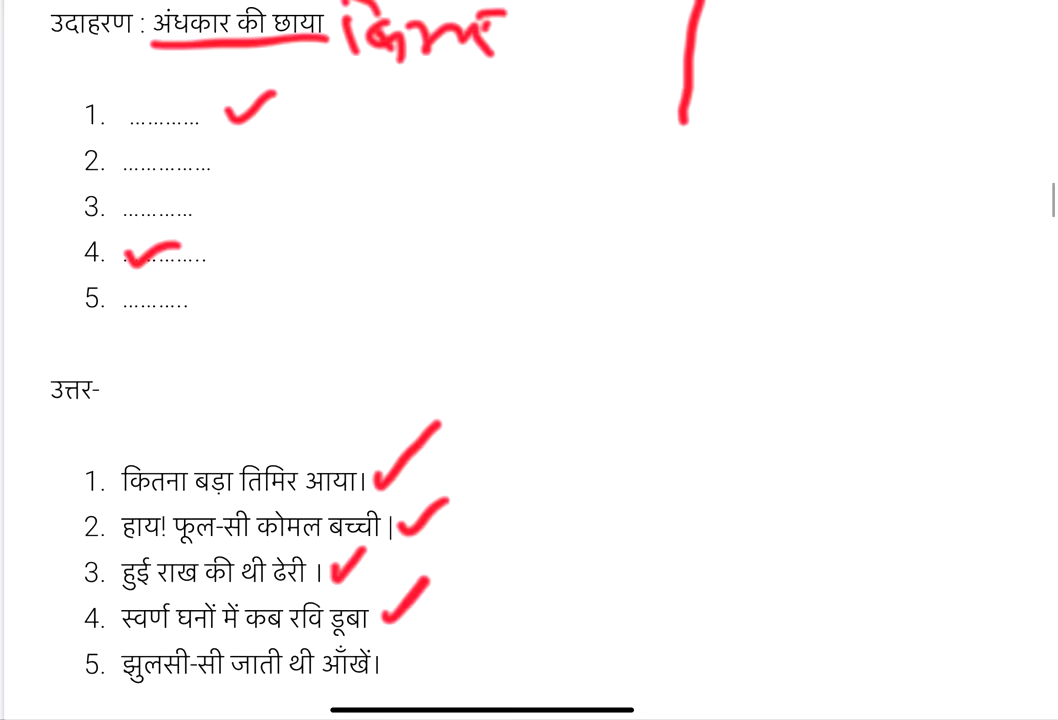 उदाहरण : अंधकार की छाया
1. ............
2. ...............
3. ............
4. ..............
5. ...........
उत्तर-
1. कितना बड़ा तिमिर आया।
2. हाय! फूल-सी कोमल बच्ची |
3. हुई राख की थी ढेरी ।
4. स्वर्ण घनों में कब रवि डूबा
5. झुलसी-सी जाती थी आँखें।